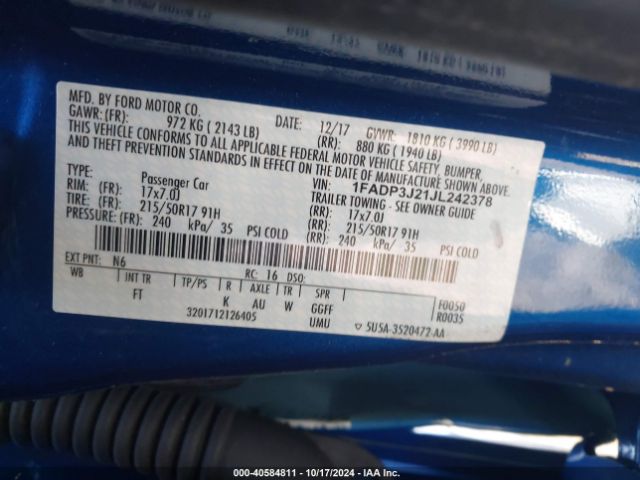 MFD. BY FORD MOTOR CO.
DATE: 12/17 GVWR: 1810 KG ( 3990 LB)
GAWR: (FR): 972 KG ( 2143 LB) (RR): 880 KG ( 1940 LB)
THIS VEHICLE CONFORMS TO ALL APPLICABLE FEDERAL MOTOR VEHICLE SAFETY, BUMPER,
AND THEFT PREVENTION STANDARDS IN EFFECT ON THE DATE OF MANUFACTURE SHOWN ABOVE.
VIN: 1FADP3J21JL242378
TYPE: Passenger Car TRAILER TOWING - SEE OWNER GUIDE
RIM: (FR): 17x7.0J (RR): 17x7.0J
TIRE: (FR): 215/50R17 91H (RR): 215/50R17 91H
PRESSURE: (FR): 240 kPa/ 35 PSI COLD (RR): 240 kPa/ 35 PSI COLD
EXT PNT: N6 RC: 16 DSO:
WB INT TR TP/PS R AXLE TR SPR F0050
FT K AU W GGFF R0035
3201712126405 UMU 5U5A-3520472-AA
000-40584811 - 10/17/2024 - IAA Inc.